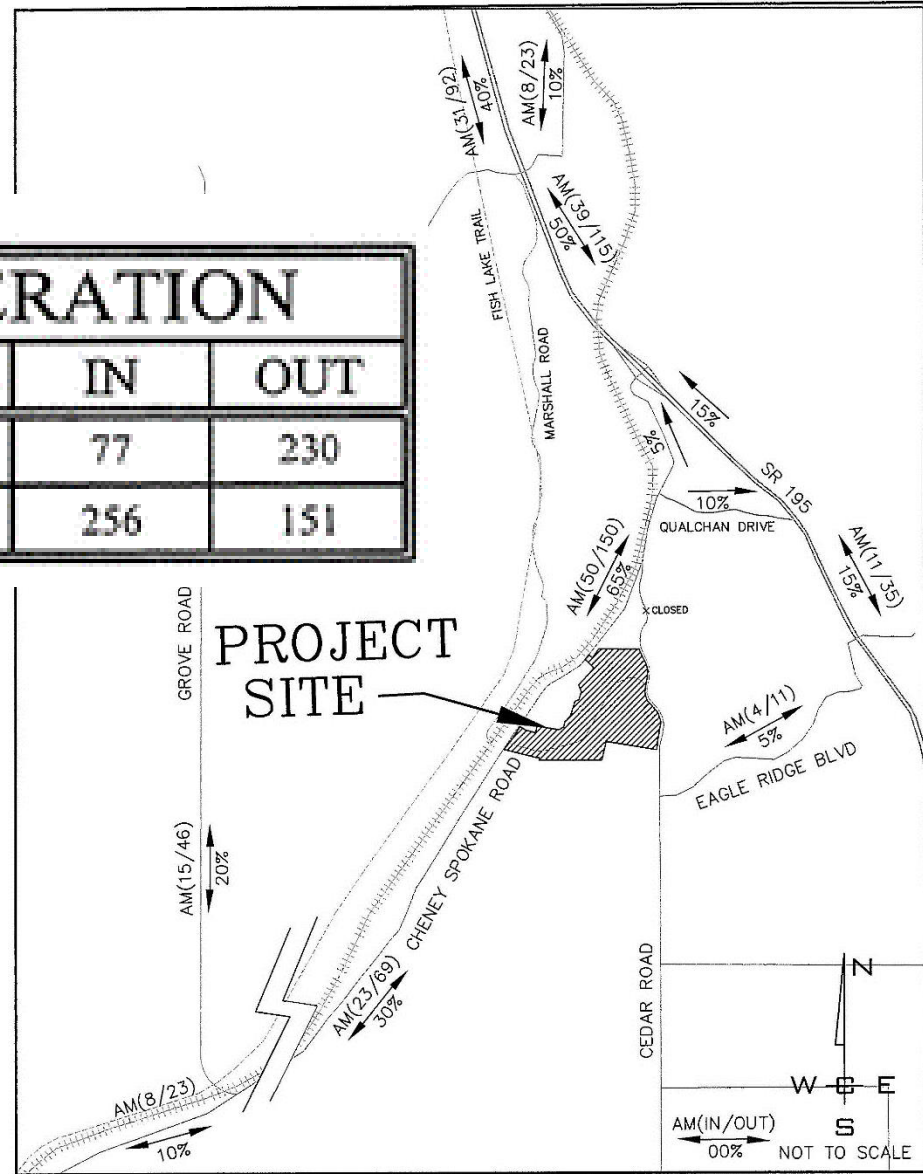 AM(31/92)
40%
AM(8/23)
10%
AM(39/115)
50%
FISH LAKE TRAIL
MARSHALL ROAD
ERATION
IN OUT
77 230
256 151
15%
5%
SR 195
10%
QUALCHAN DRIVE
AM(50/150)
65%
AM(11/35)
15%
CLOSED
GROVE ROAD
PROJECT
SITE
AM(4/11)
5%
EAGLE RIDGE BLVD
AM(15/46)
20%
CHENEY SPOKANE ROAD
AM(23/69)
30%
CEDAR ROAD
N
W E
S
AM(8/23)
10%
AM(IN/OUT)
00%
NOT TO SCALE